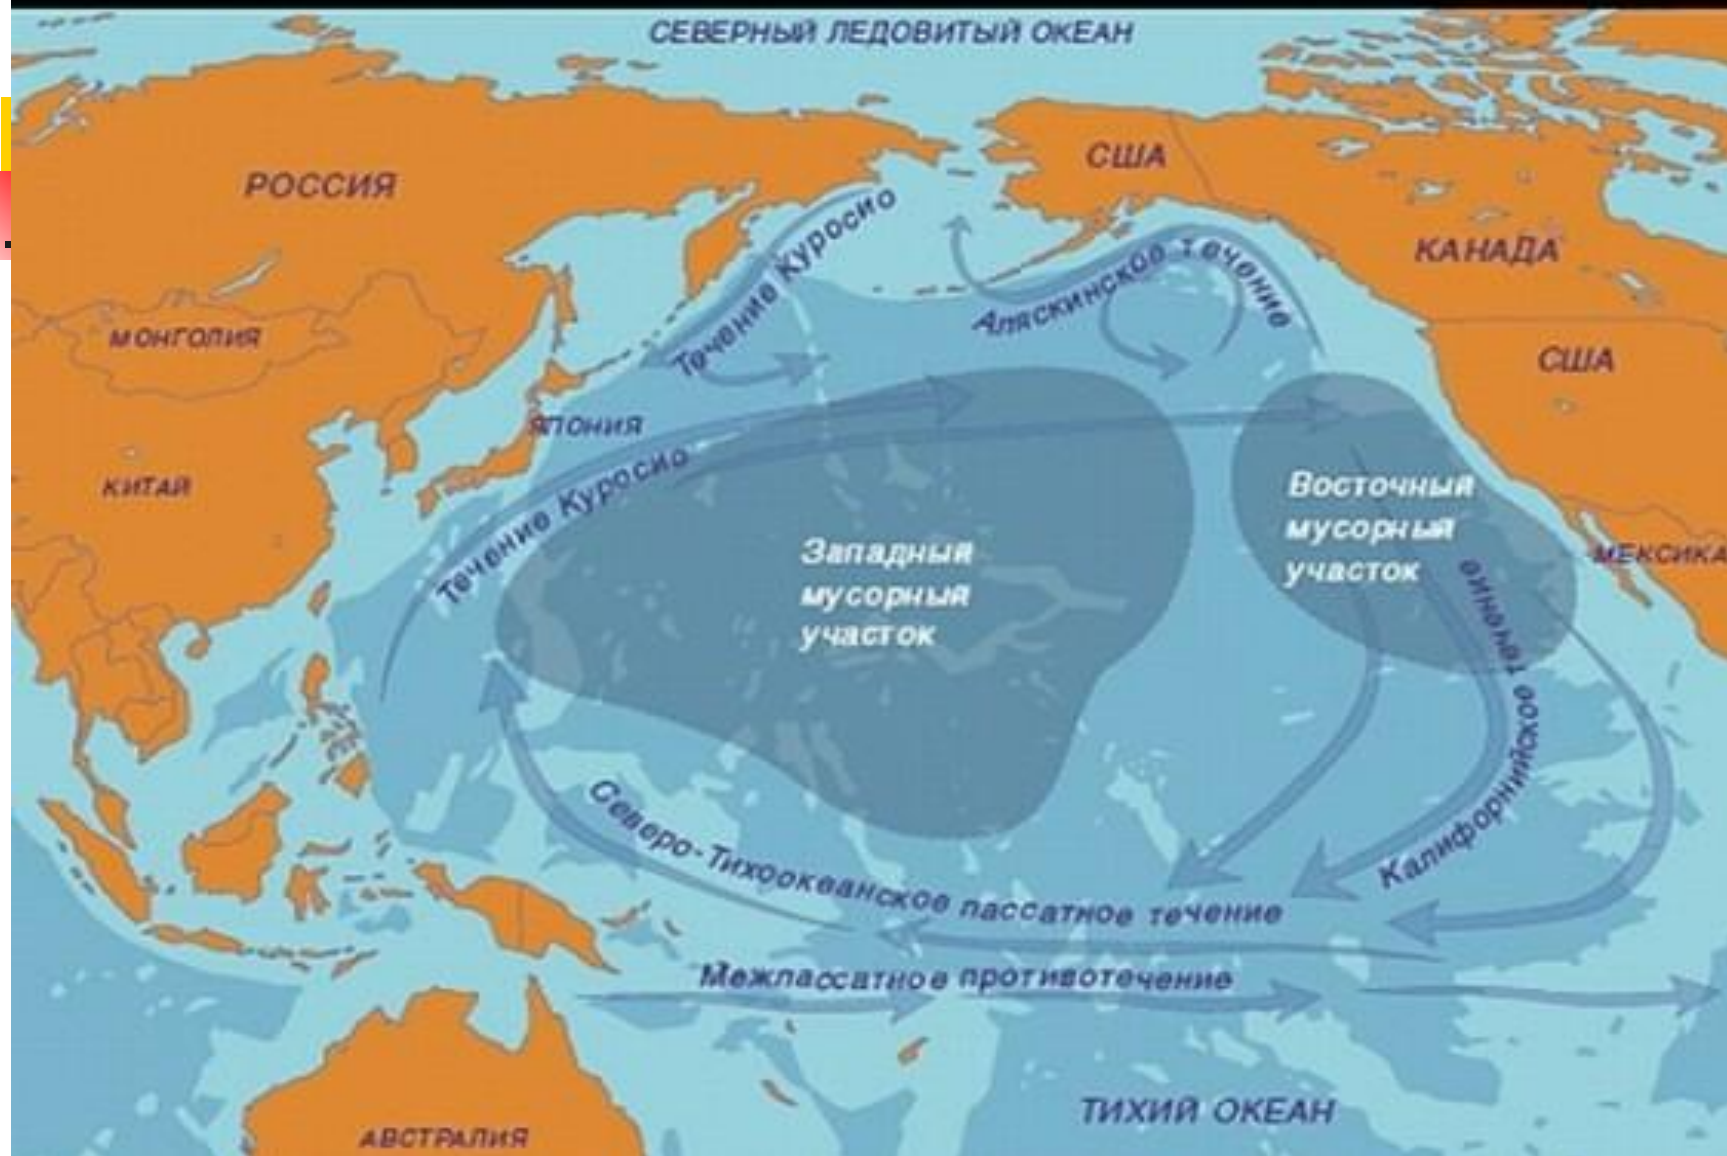 СЕВЕРНЫЙ ЛЕДОВИТЫЙ ОКЕАН
США
РОССИЯ
Течение Куросио
Аляскинское течение
КАНАДА
МОНГОЛИЯ
США
ЯПОНИЯ
КИТАЙ
Течение Куросио
Восточный
мусорный
участок
Западный
мусорный
участок
МЕКСИКА
Калифорнийское течение
Северо-Тихоокеанское пассатное течение
Межпассатное противотечение
ТИХИЙ ОКЕАН
АВСТРАЛИЯ